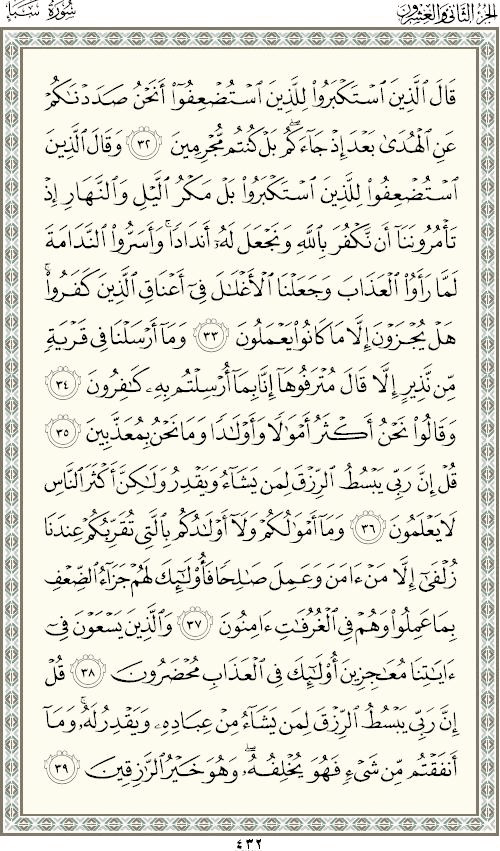 الجزء الثاني والعشرون
سُورَةُ سَبَإٍ
قَالَ ٱلَّذِينَ ٱسۡتَكۡبَرُواْ لِلَّذِينَ ٱسۡتُضۡعِفُوٓاْ أَنَحۡنُ صَدَدۡنَٰكُمۡ
عَنِ ٱلۡهُدَىٰ بَعۡدَ إِذۡ جَآءَكُمۖ بَلۡ كُنتُم مُّجۡرِمِينَ ٣٢ وَقَالَ ٱلَّذِينَ
ٱسۡتُضۡعِفُواْ لِلَّذِينَ ٱسۡتَكۡبَرُواْ بَلۡ مَكۡرُ ٱلَّيۡلِ وَٱلنَّهَارِ إِذۡ
تَأۡمُرُونَنَآ أَن نَّكۡفُرَ بِٱللَّهِ وَنَجۡعَلَ لَهُۥٓ أَندَادٗاۚ وَأَسَرُّواْ ٱلنَّدَامَةَ
لَمَّا رَأَوُاْ ٱلۡعَذَابَ وَجَعَلۡنَا ٱلۡأَغۡلَٰلَ فِيٓ أَعۡنَاقِ ٱلَّذِينَ كَفَرُواْۖ
هَلۡ يُجۡزَوۡنَ إِلَّا مَا كَانُواْ يَعۡمَلُونَ ٣٣ وَمَآ أَرۡسَلۡنَا فِي قَرۡيَةٖ
مِّن نَّذِيرٍ إِلَّا قَالَ مُتۡرَفُوهَآ إِنَّا بِمَآ أُرۡسِلۡتُم بِهِۦ كَٰفِرُونَ ٣٤
وَقَالُواْ نَحۡنُ أَكۡثَرُ أَمۡوَٰلٗا وَأَوۡلَٰدٗا وَمَا نَحۡنُ بِمُعَذَّبِينَ ٣٥
قُلۡ إِنَّ رَبِّي يَبۡسُطُ ٱلرِّزۡقَ لِمَن يَشَآءُ وَيَقۡدِرُ وَلَٰكِنَّ أَكۡثَرَ ٱلنَّاسِ
لَا يَعۡلَمُونَ ٣٦ وَمَآ أَمۡوَٰلُكُمۡ وَلَآ أَوۡلَٰدُكُم بِٱلَّتِي تُقَرِّبُكُمۡ عِندَنَا
زُلۡفَىٰٓ إِلَّا مَنۡ ءَامَنَ وَعَمِلَ صَٰلِحٗا فَأُوْلَٰٓئِكَ لَهُمۡ جَزَآءُ ٱلضِّعۡفِ
بِمَا عَمِلُواْ وَهُمۡ فِي ٱلۡغُرُفَٰتِ ءَامِنُونَ ٣٧ وَٱلَّذِينَ يَسۡعَوۡنَ فِيٓ
ءَايَٰتِنَا مُعَٰجِزِينَ أُوْلَٰٓئِكَ فِي ٱلۡعَذَابِ مُحۡضَرُونَ ٣٨ قُلۡ
إِنَّ رَبِّي يَبۡسُطُ ٱلرِّزۡقَ لِمَن يَشَآءُ مِنۡ عِبَادِهِۦ وَيَقۡدِرُ لَهُۥۚ وَمَآ
أَنفَقۡتُم مِّن شَيۡءٖ فَهُوَ يُخۡلِفُهُۥۖ وَهُوَ خَيۡرُ ٱلرَّٰزِقِينَ ٣٩
٤٣٢